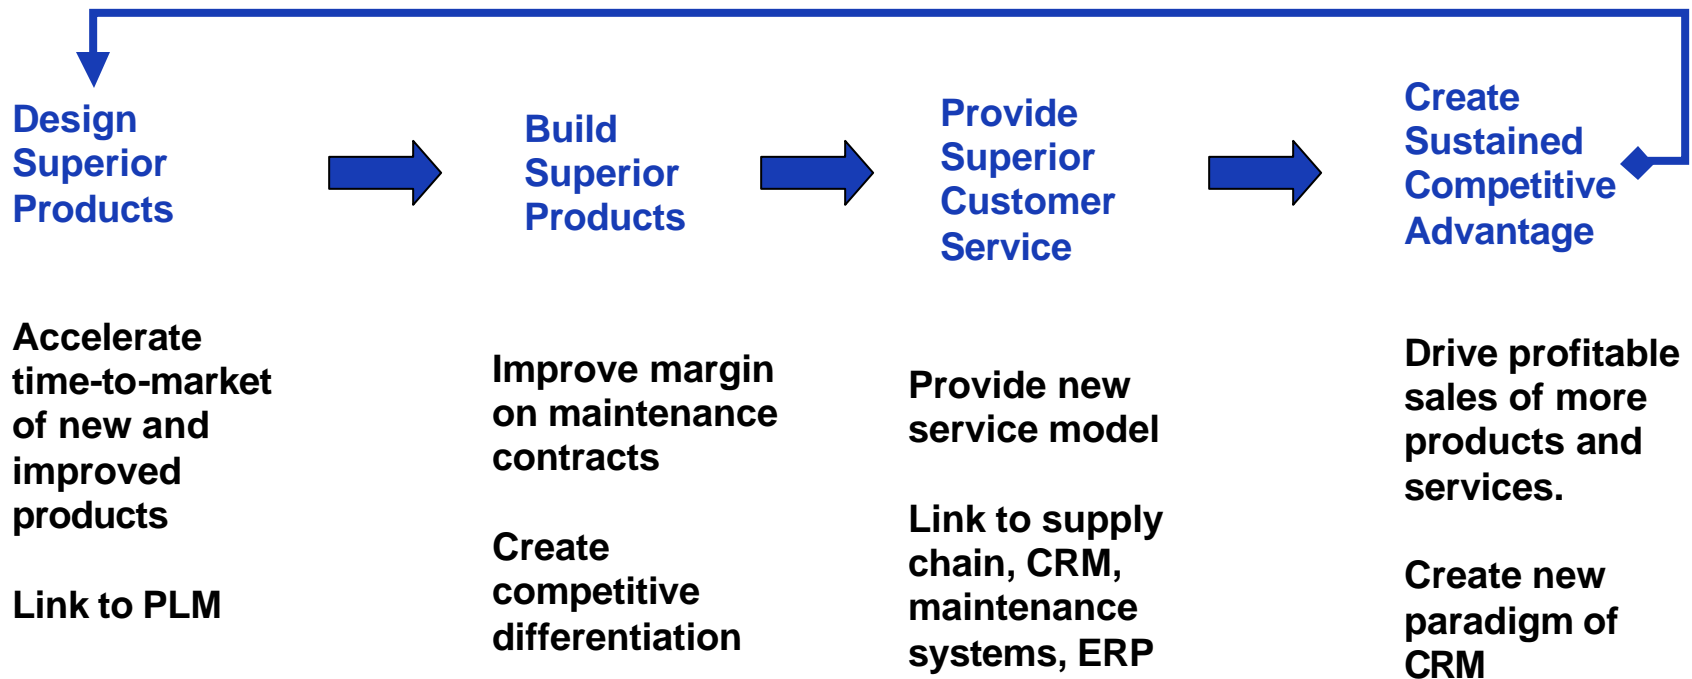 Design
Superior
Products
Build
Superior
Products
Provide
Superior
Customer
Service
Create
Sustained
Competitive
Advantage
Accelerate
time-to-market
of new and
improved
products
Link to PLM
Improve margin
on maintenance
contracts
Create
competitive
differentiation
Provide new
service model
Link to supply
chain, CRM,
maintenance
systems, ERP
Drive profitable
sales of more
products and
services.
Create new
paradigm of
CRM